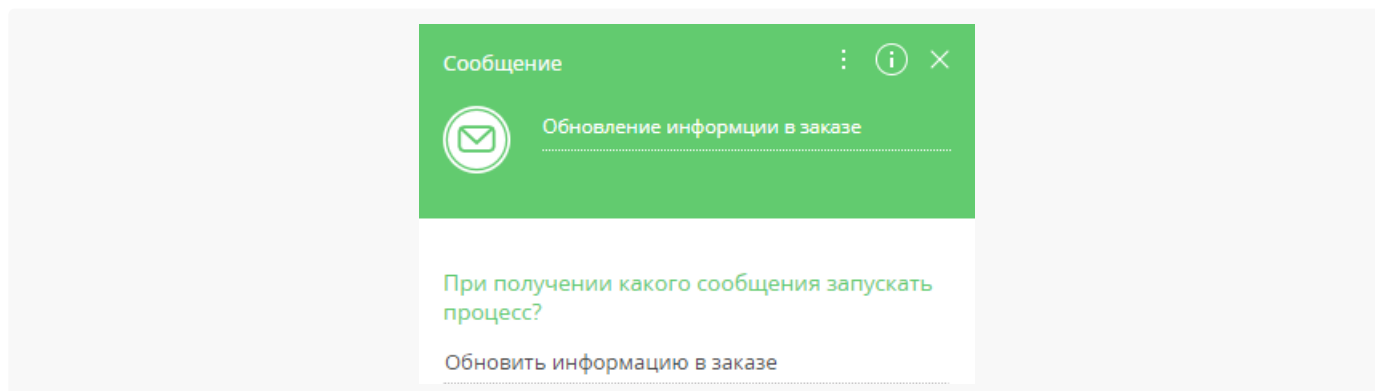 Сообщение
Обновление информции в заказе
При получении какого сообщения запускать
процесс?
Обновить информацию в заказе